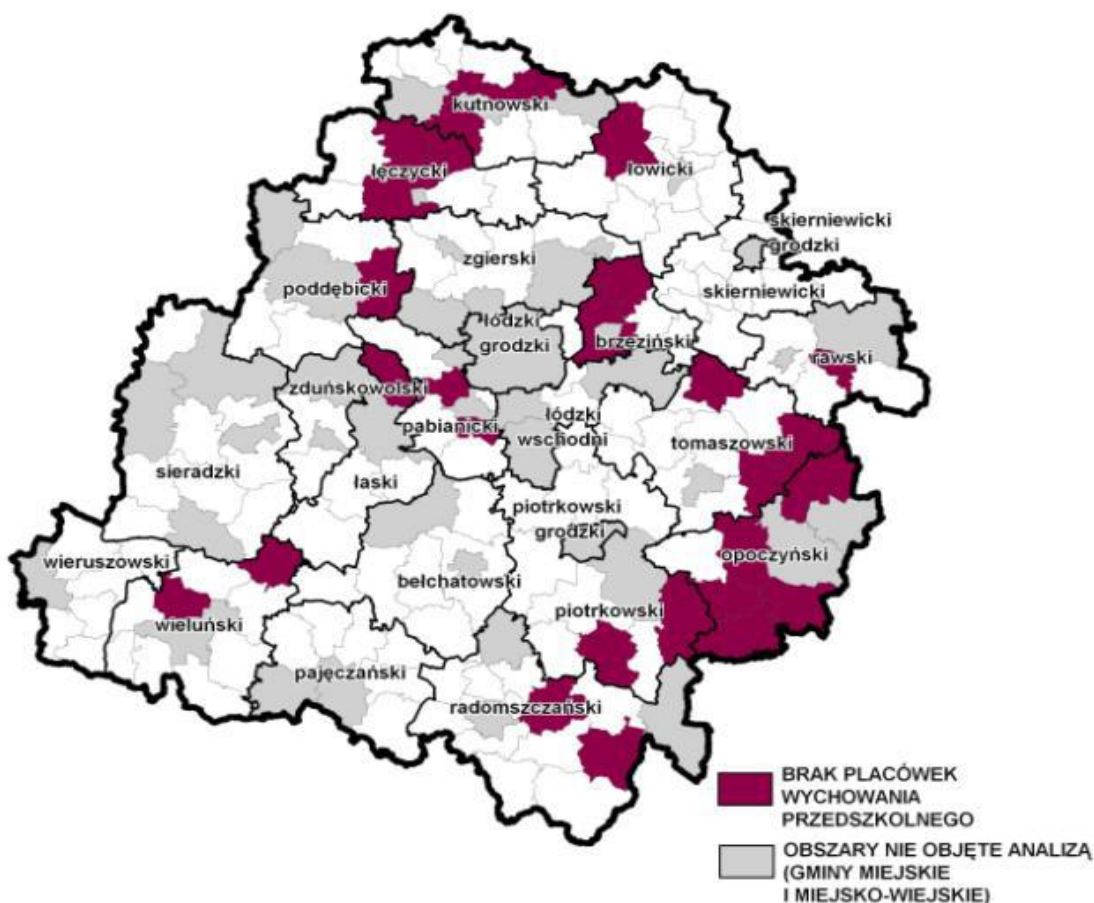 kutnowski
łęczycki
łowicki
skierniewicki
grodzki
zgierski
poddębicki
skierniewicki
łódzki
grodzki
brzeziński
rawski
zduńskowolski
pabianicki
łódzki
wschodni
tomaszowski
sieradzki
łaski
piotrkowski
grodzki
opoczyński
wieruszowski
bełchatowski
wieluński
piotrkowski
pajęczański
radomszczański
BRAK PLACÓWEK
WYCHOWANIA
PRZEDSZKOLNEGO
OBSZARY NIE OBJĘTE ANALIZĄ
(GMINY MIEJSKIE
I MIEJSKO-WIEJSKIE)